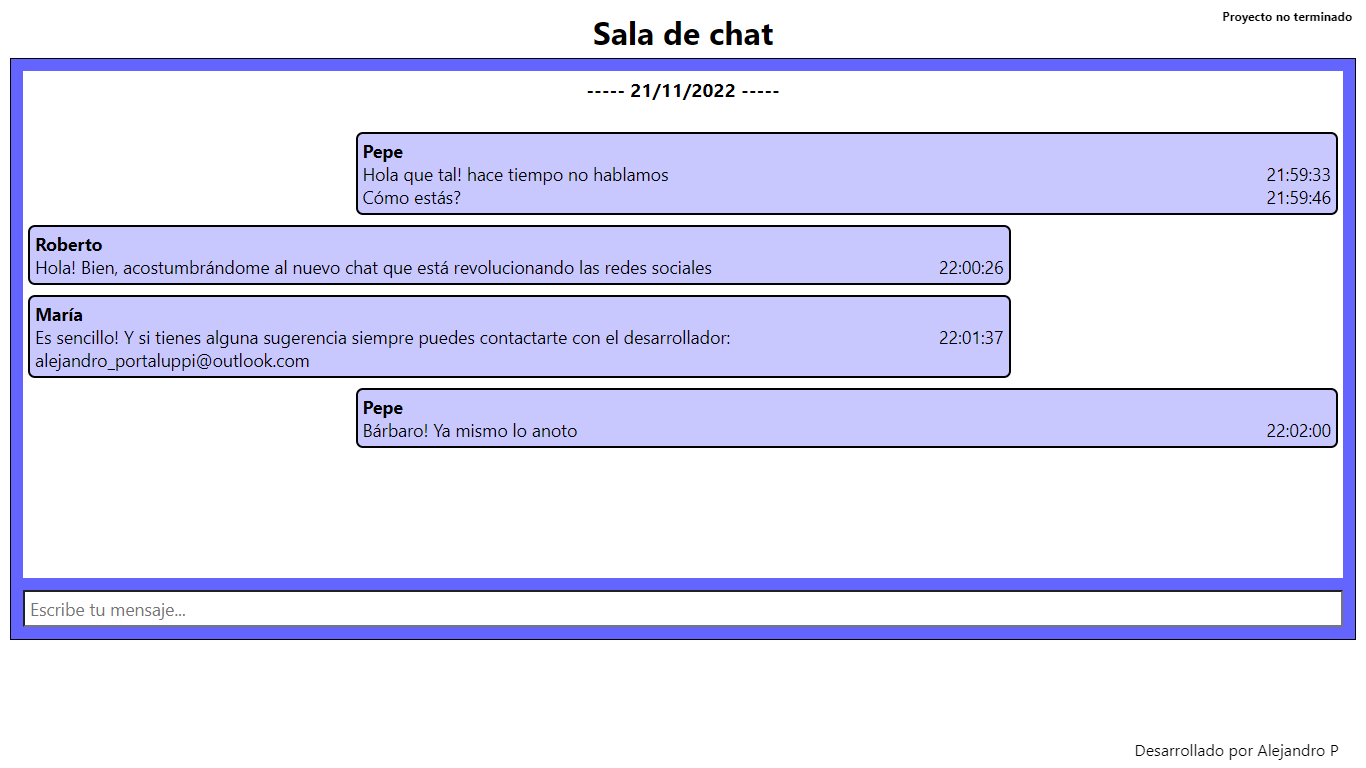 Proyecto no terminado
Sala de chat
----- 21/11/2022 -----
Pepe
Hola que tal! hace tiempo no hablamos 21:59:33
Cómo estás? 21:59:46
Roberto
Hola! Bien, acostumbrándome al nuevo chat que está revolucionando las redes sociales 22:00:26
María
Es sencillo! Y si tienes alguna sugerencia siempre puedes contactarte con el desarrollador: 22:01:37
alejandro_portaluppi@outlook.com
Pepe
Bárbaro! Ya mismo lo anoto 22:02:00
Escribe tu mensaje...
Desarrollado por Alejandro P